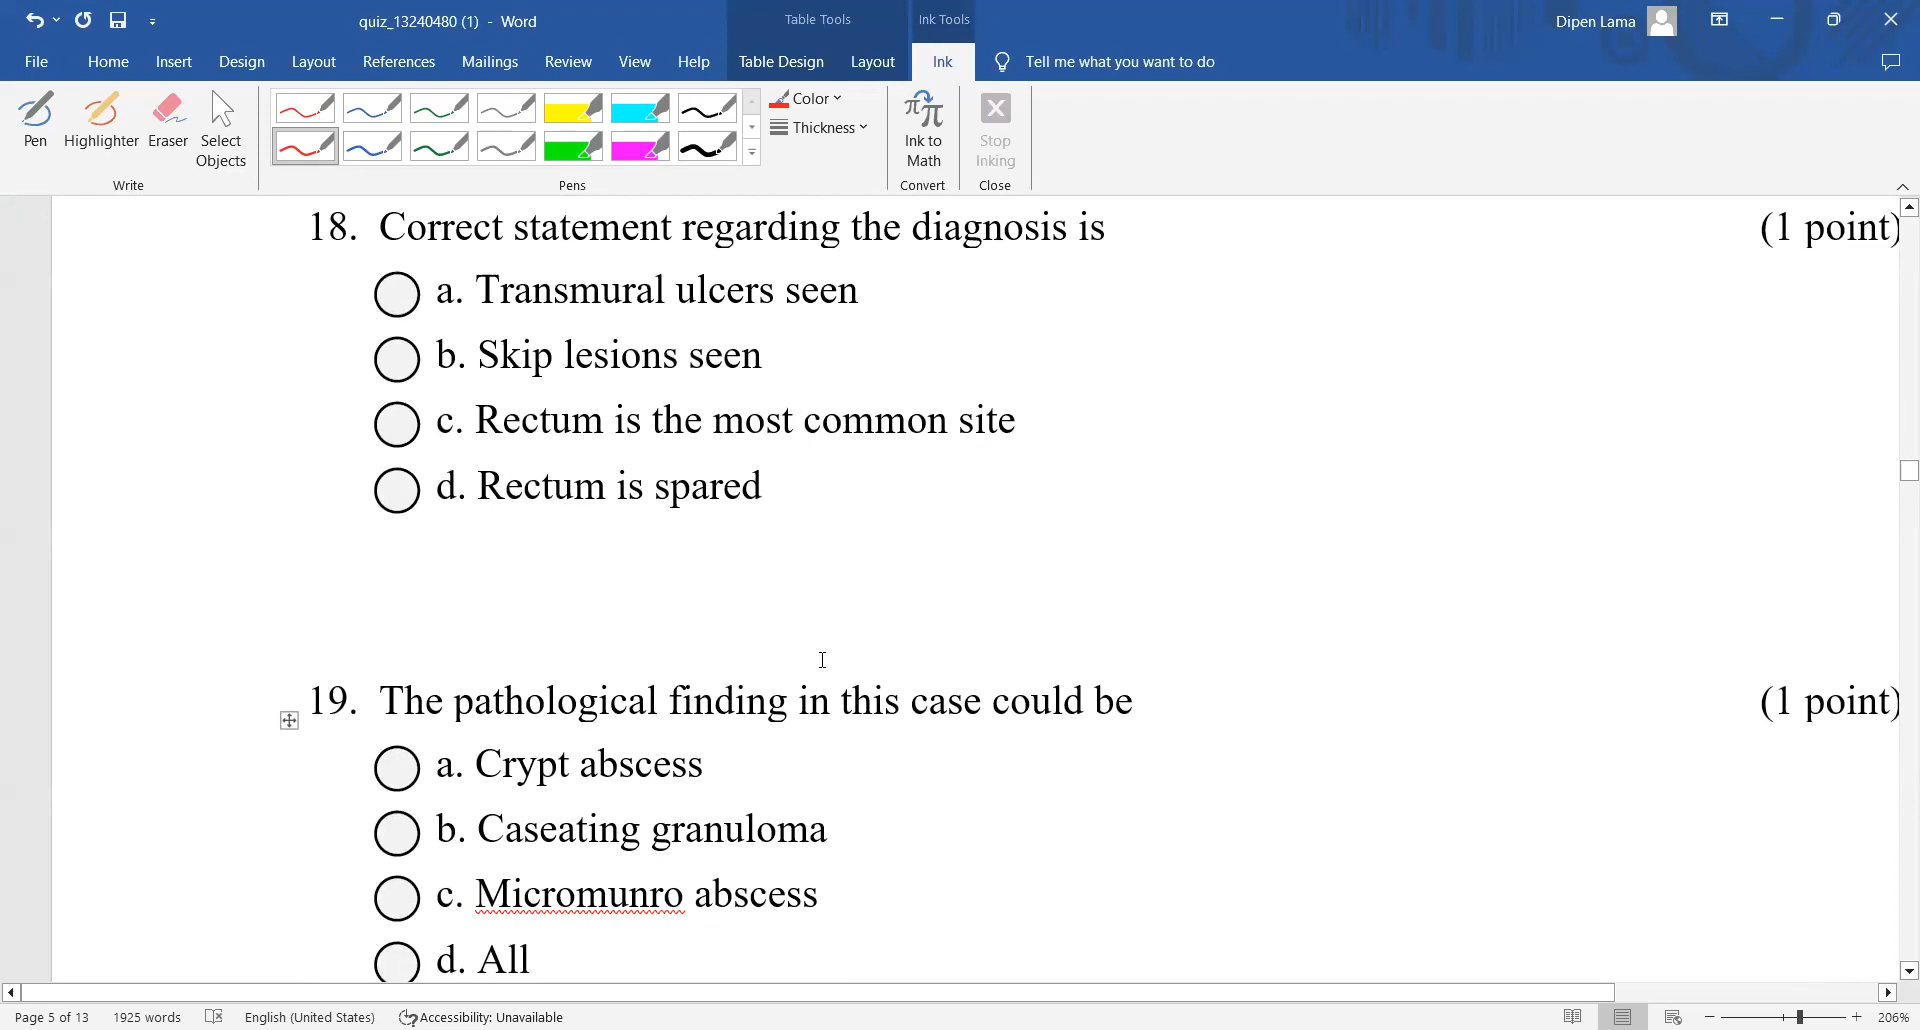 quiz_13240480 (1) - Word
Table Tools
Ink Tools
Dipen Lama
File Home Insert Design Layout References Mailings Review View Help Table Design Layout Ink Tell me what you want to do
Pen
Highlighter
Eraser
Select Objects
Color
Thickness
Ink to Math
Stop Inking
Write
Pens
Convert
Close
18. Correct statement regarding the diagnosis is (1 point)
a. Transmural ulcers seen
b. Skip lesions seen
c. Rectum is the most common site
d. Rectum is spared
19. The pathological finding in this case could be (1 point)
a. Crypt abscess
b. Caseating granuloma
c. Micromunro abscess
d. All
Page 5 of 13 1925 words English (United States) Accessibility: Unavailable 206%